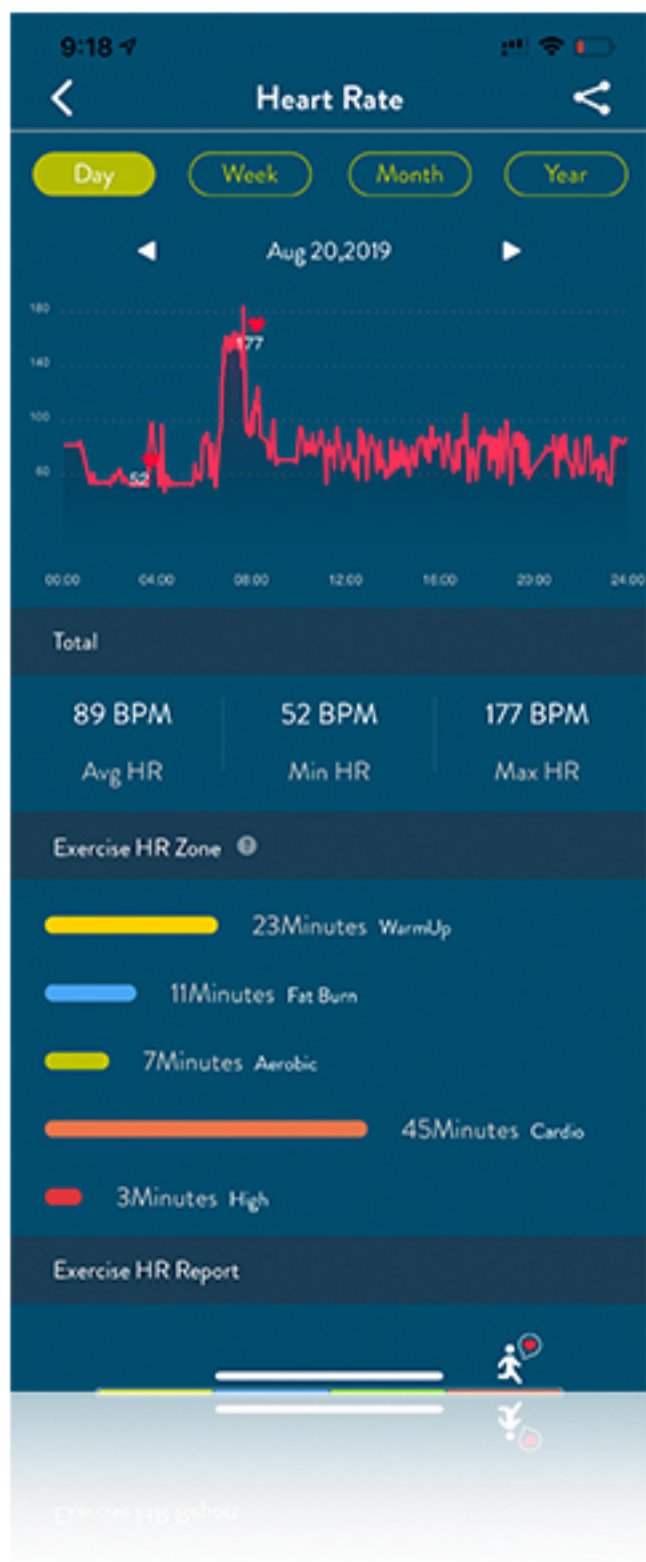 9:18
Heart Rate
Day Week Month Year
Aug 20,2019
180
177
140
100
60
52
00:00 04:00 08:00 12:00 16:00 20:00 24:00
Total
89 BPM 52 BPM 177 BPM
Avg HR Min HR Max HR
Exercise HR Zone ?
23Minutes WarmUp
11Minutes Fat Burn
7Minutes Aerobic
45Minutes Cardio
3Minutes High
Exercise HR Report